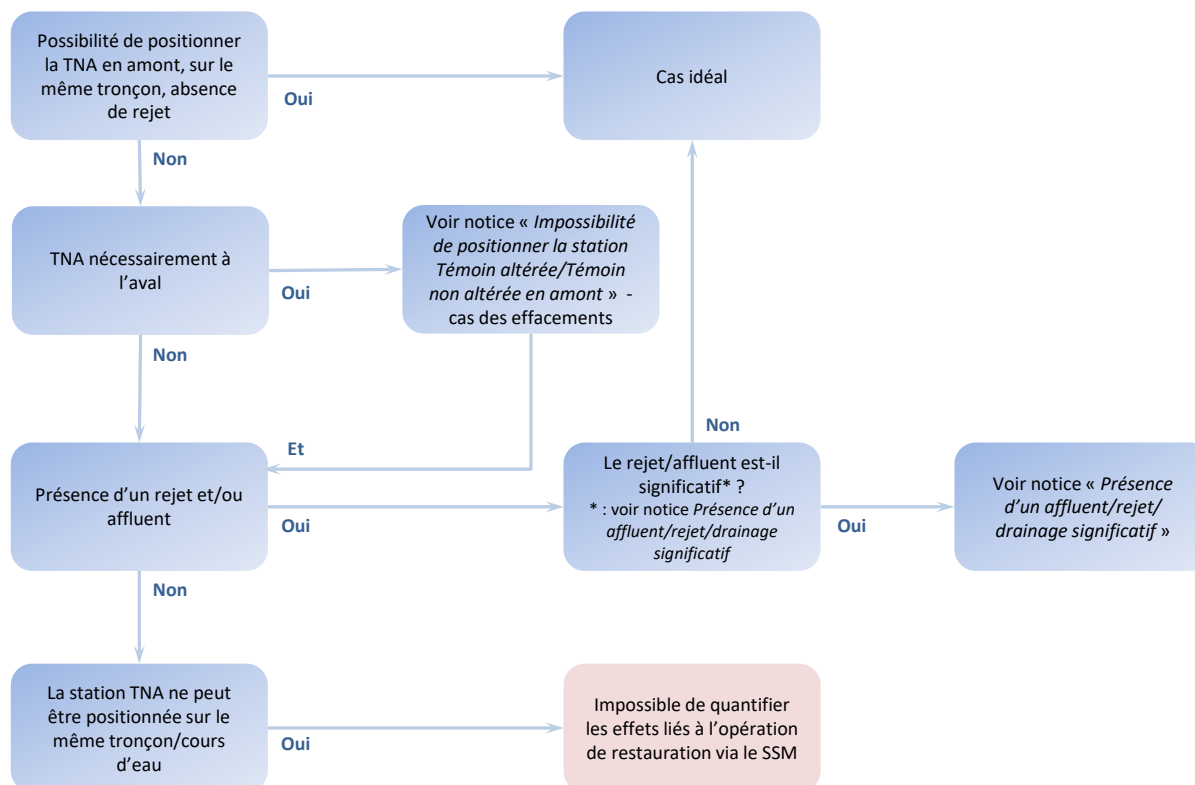 Possibilité de positionner
la TNA en amont, sur le
même tronçon, absence
de rejet
Oui
Cas idéal
Non
TNA nécessairement à
l’aval
Oui
Voir notice « Impossibilité
de positionner la station
Témoin altérée/Témoin
non altérée en amont » -
cas des effacements
Non
Et
Non
Présence d’un rejet et/ou
affluent
Oui
Le rejet/affluent est-il
significatif* ?
* : voir notice Présence d’un
affluent/rejet/drainage
significatif
Oui
Voir notice « Présence
d’un affluent/rejet/
drainage significatif »
Non
La station TNA ne peut
être positionnée sur le
même tronçon/cours
d’eau
Oui
Impossible de quantifier
les effets liés à l’opération
de restauration via le SSM